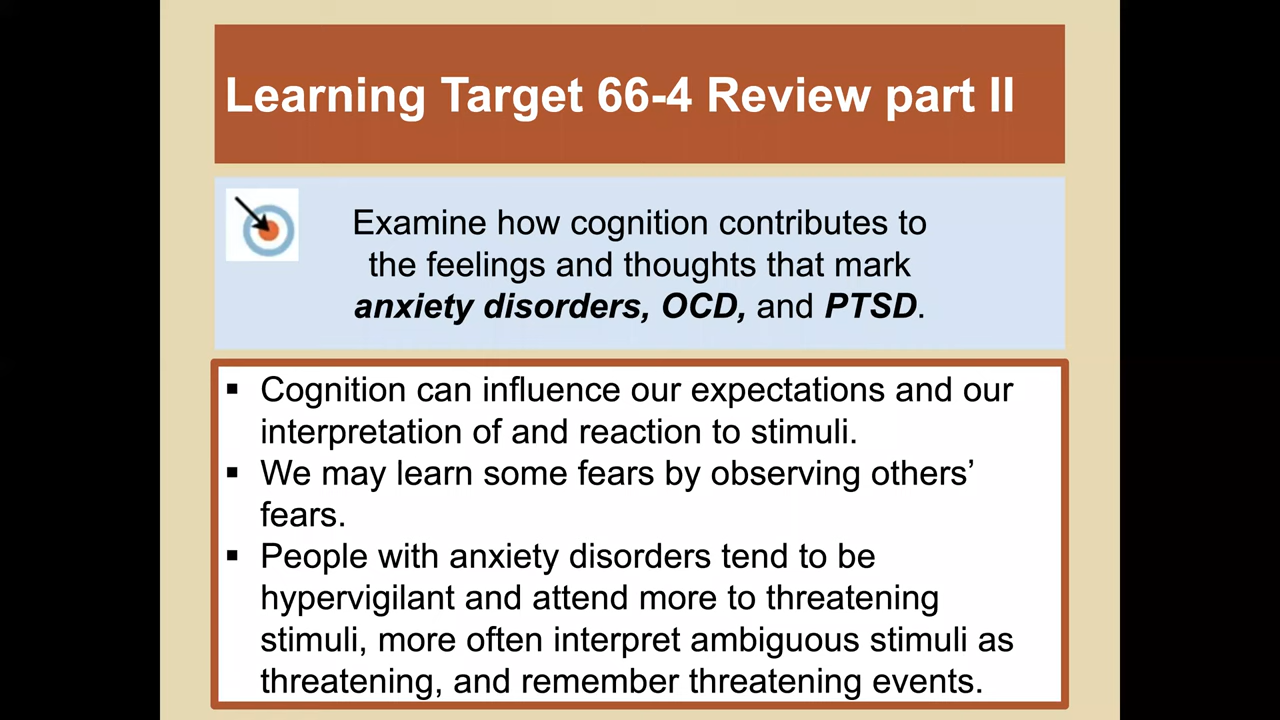 Learning Target 66-4 Review part II
Examine how cognition contributes to
the feelings and thoughts that mark
anxiety disorders, OCD, and PTSD.
▪ Cognition can influence our expectations and our
interpretation of and reaction to stimuli.
▪ We may learn some fears by observing others’
fears.
▪ People with anxiety disorders tend to be
hypervigilant and attend more to threatening
stimuli, more often interpret ambiguous stimuli as
threatening, and remember threatening events.